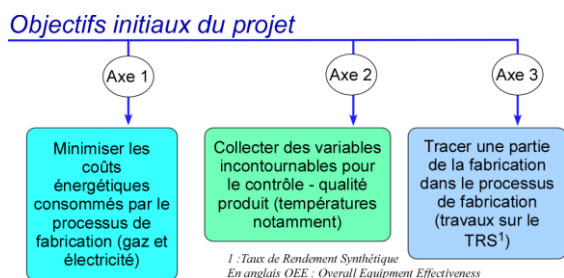 Objectifs initiaux du projet
Axe 1
Axe 2
Axe 3
Minimiser les
coûts
énergétiques
consommés par le
processus de
fabrication (gaz et
électricité)
Collecter des variables
incontournables pour
le contrôle - qualité
produit (températures
notamment)
Tracer une partie
de la fabrication
dans le processus
de fabrication
(travaux sur le
TRS¹)
1 :Taux de Rendement Synthétique
En anglais OEE : Overall Equipment Effectiveness